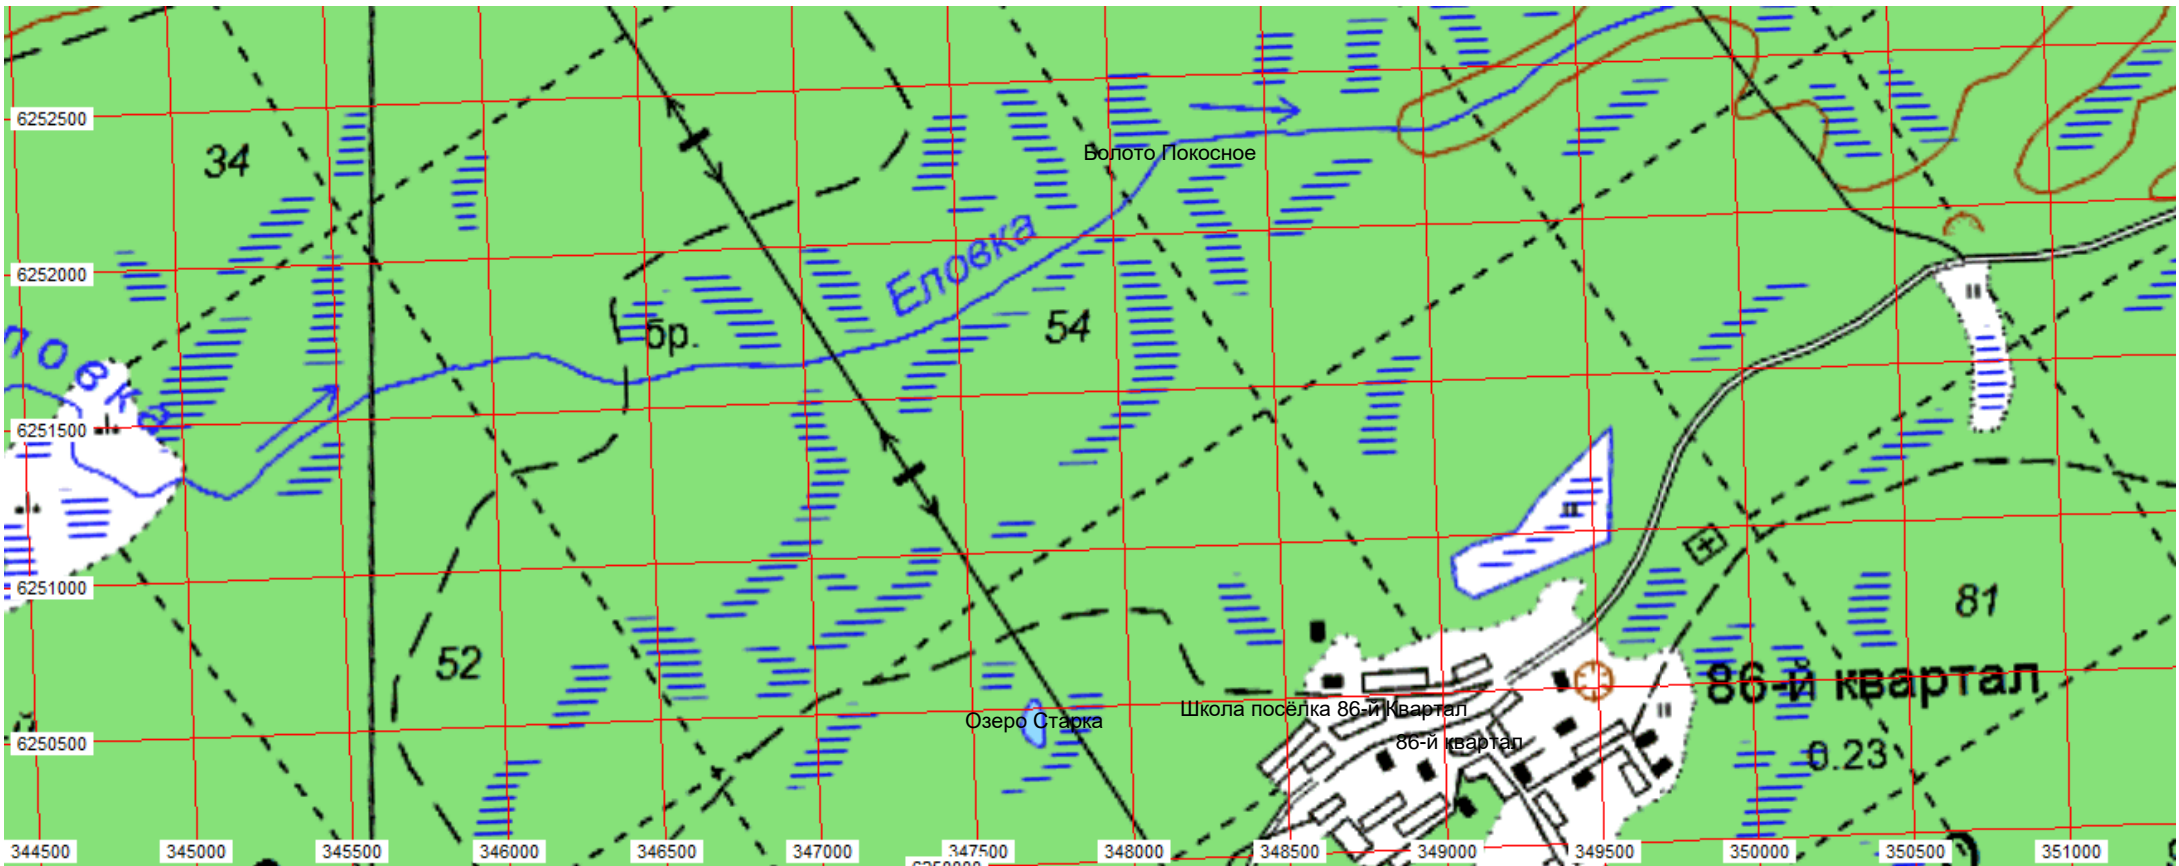 6252500
34
Болото Покосное
Еловка
6252000
бр.
54
ловка
6251500
6251000
81
52
86-й квартал
Школа посёлка 86-й Квартал
Озеро Старка
6250500
86-й квартал
0.23
344500 345000 345500 346000 346500 347000 347500 348000 348500 349000 349500 350000 350500 351000